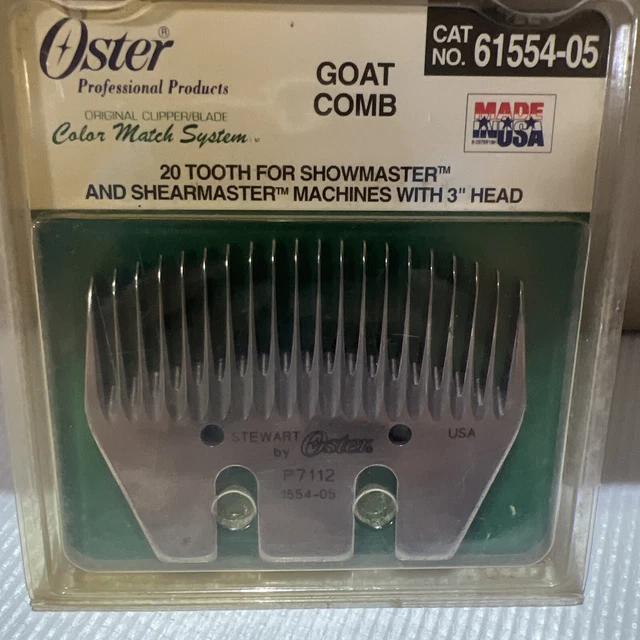 Oster®
Professional Products
ORIGINAL CLIPPER/BLADE
Color Match System™
GOAT
COMB
CAT
NO. 61554-05
MADE
IN USA
20 TOOTH FOR SHOWMASTER™
AND SHEARMASTER™ MACHINES WITH 3" HEAD
STEWART
by Oster®
USA
P7112
1554-05